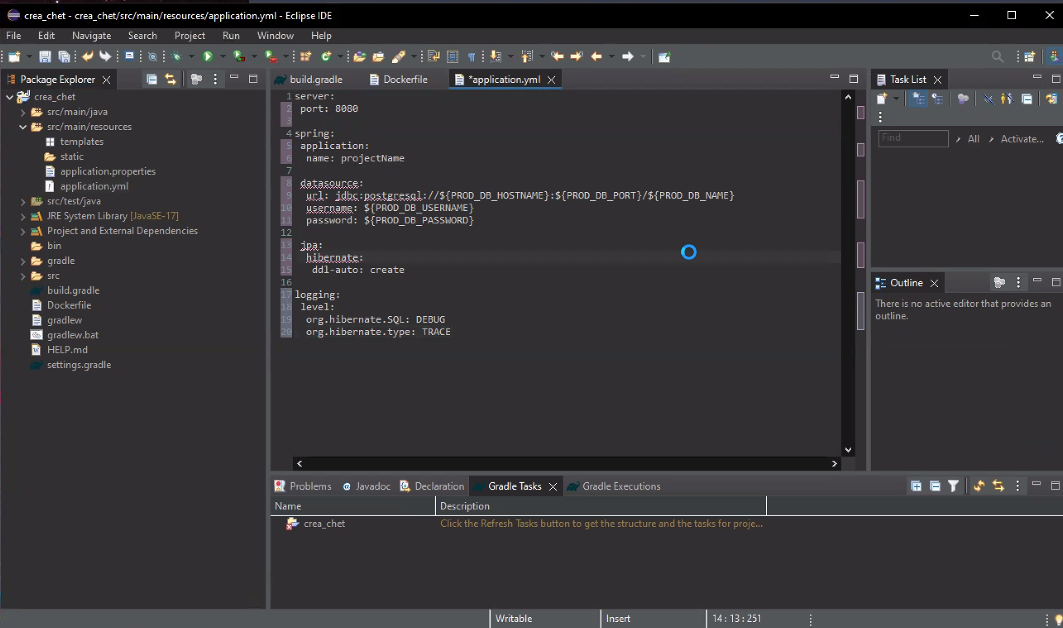 crea_chet - crea_chet/src/main/resources/application.yml - Eclipse IDE
File Edit Navigate Search Project Run Window Help
Package Explorer
crea_chet
src/main/java
src/main/resources
templates
static
application.properties
application.yml
src/test/java
JRE System Library [JavaSE-17]
Project and External Dependencies
bin
gradle
src
build.gradle
Dockerfile
gradlew
gradlew.bat
HELP.md
settings.gradle
build.gradle Dockerfile *application.yml
1 server:
2 port: 8080
3
4 spring:
5 application:
6 name: projectName
7
8 datasource:
9 url: jdbc:postgresql://${PROD_DB_HOSTNAME}:${PROD_DB_PORT}/${PROD_DB_NAME}
10 username: ${PROD_DB_USERNAME}
11 password: ${PROD_DB_PASSWORD}
12
13 jpa:
14 hibernate:
15 ddl-auto: create
16
17 logging:
18 level:
19 org.hibernate.SQL: DEBUG
20 org.hibernate.type: TRACE
Task List
Find All Activate...
Outline
There is no active editor that provides an
outline.
Problems Javadoc Declaration Gradle Tasks Gradle Executions
Name Description
crea_chet Click the Refresh Tasks button to get the structure and the tasks for proje...
Writable Insert 14 : 13 : 251